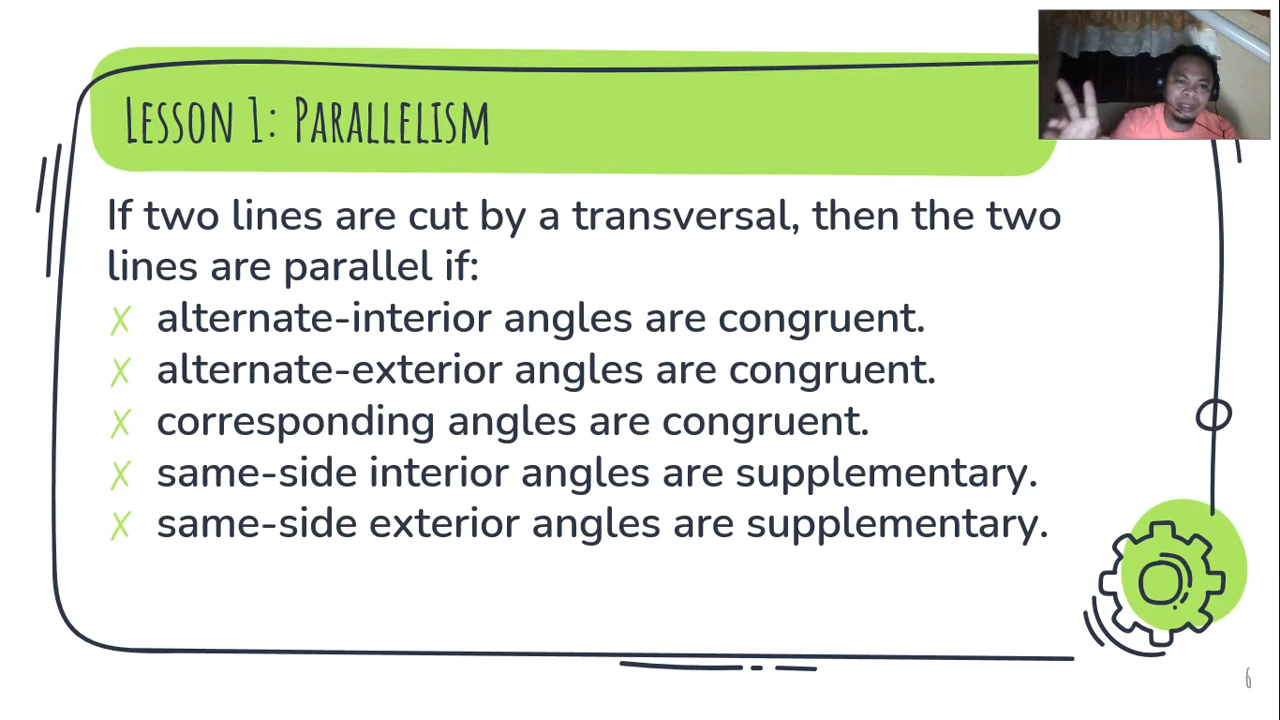 Lesson 1: Parallelism
If two lines are cut by a transversal, then the two
lines are parallel if:
✗ alternate-interior angles are congruent.
✗ alternate-exterior angles are congruent.
✗ corresponding angles are congruent.
✗ same-side interior angles are supplementary.
✗ same-side exterior angles are supplementary.
6